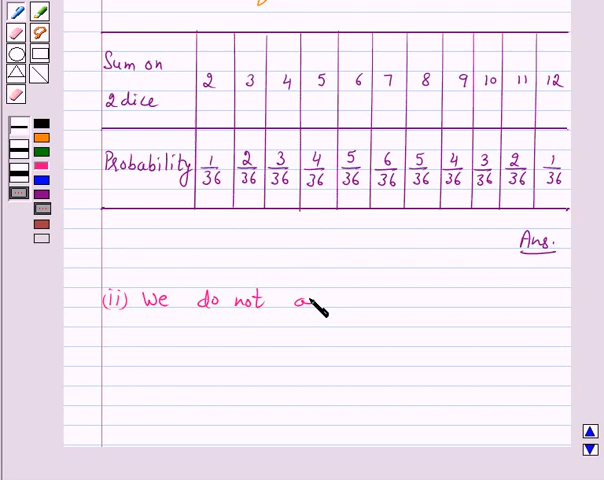 Sum on 2 dice 2 3 4 5 6 7 8 9 10 11 12
Probability 1/36 2/36 3/36 4/36 5/36 6/36 5/36 4/36 3/36 2/36 1/36
Ans.
(ii) We do not a